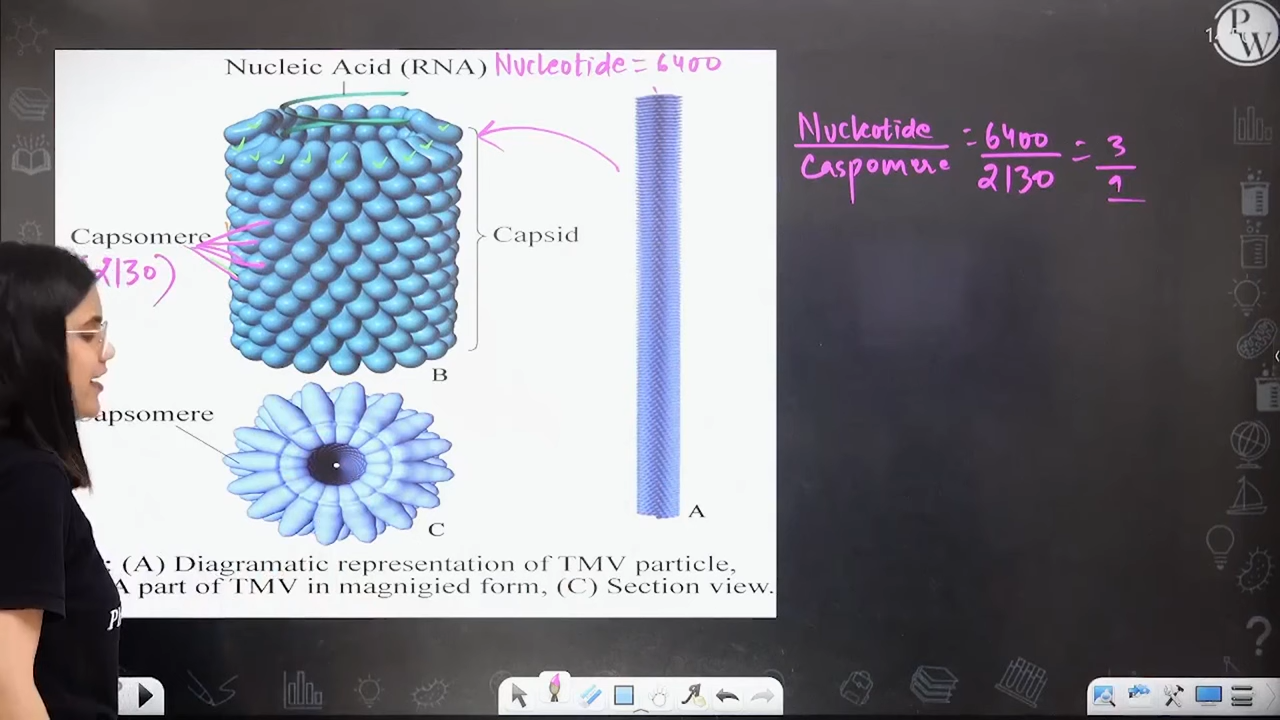 PW
Nucleic Acid (RNA) Nucleotide = 6400
Nucleotide / Caspomere = 6400 / 2130 = 3 / 1
Capsomere
(2130)
Capsid
B
Capsomere
C
A
: (A) Diagramatic representation of TMV particle,
A part of TMV in magnigied form, (C) Section view.